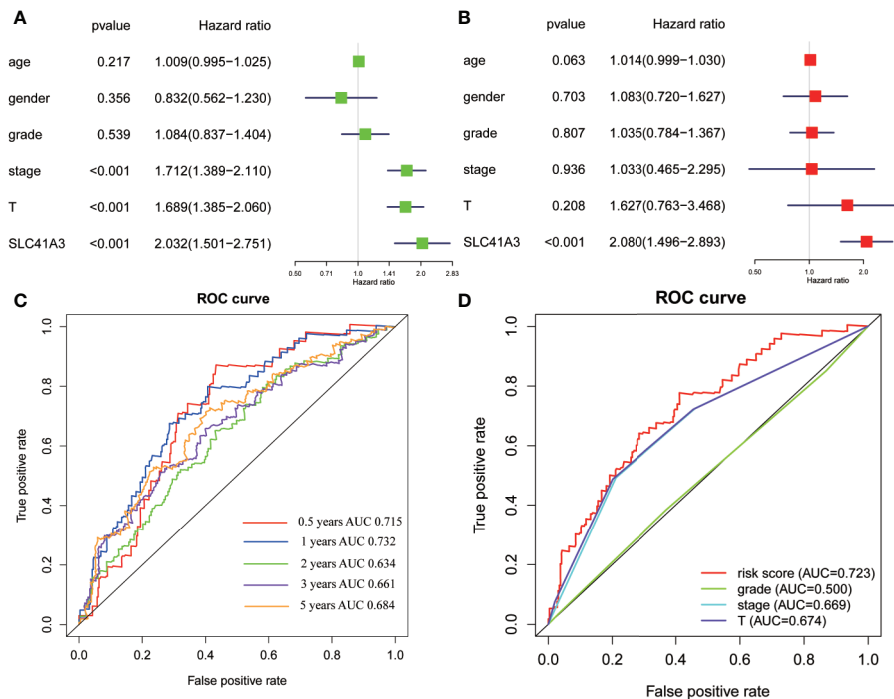 A
pvalue Hazard ratio
age 0.217 1.009(0.995−1.025)
gender 0.356 0.832(0.562−1.230)
grade 0.539 1.084(0.837−1.404)
stage <0.001 1.712(1.389−2.110)
T <0.001 1.689(1.385−2.060)
SLC41A3 <0.001 2.032(1.501−2.751)
0.50 0.71 1.0 1.41 2.0 2.83
Hazard ratio
B
pvalue Hazard ratio
age 0.063 1.014(0.999−1.030)
gender 0.703 1.083(0.720−1.627)
grade 0.807 1.035(0.784−1.367)
stage 0.936 1.033(0.465−2.295)
T 0.208 1.627(0.763−3.468)
SLC41A3 <0.001 2.080(1.496−2.893)
0.50 1.0 2.0
Hazard ratio
C
ROC curve
True positive rate
1.0
0.8
0.6
0.4
0.2
0.0
0.5 years AUC 0.715
1 years AUC 0.732
2 years AUC 0.634
3 years AUC 0.661
5 years AUC 0.684
0.0 0.2 0.4 0.6 0.8 1.0
False positive rate
D
ROC curve
True positive rate
1.0
0.8
0.6
0.4
0.2
0.0
risk score (AUC=0.723)
grade (AUC=0.500)
stage (AUC=0.669)
T (AUC=0.674)
0.0 0.2 0.4 0.6 0.8 1.0
False positive rate